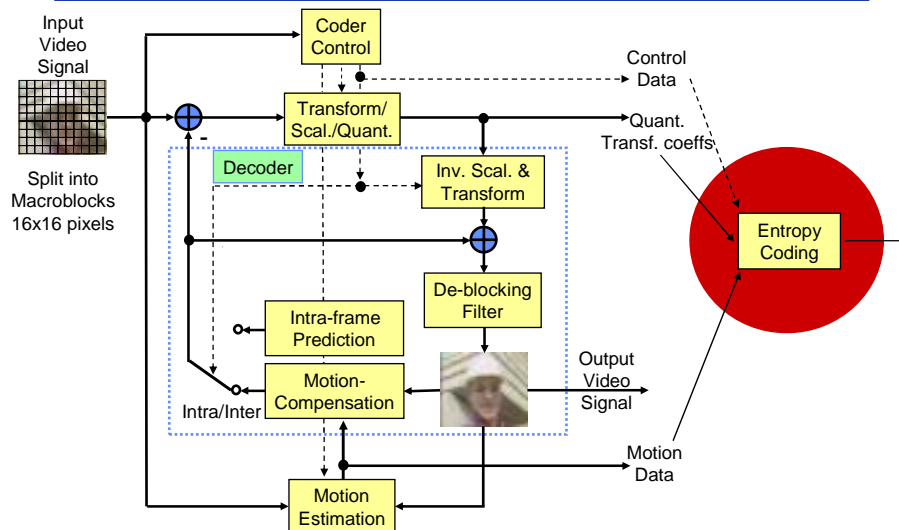 Input
Video
Signal
Split into
Macroblocks
16x16 pixels
Coder
Control
Transform/
Scal./Quant.
-
Decoder
Inv. Scal. &
Transform
De-blocking
Filter
Intra-frame
Prediction
Motion-
Compensation
Intra/Inter
Motion
Estimation
Control
Data
Quant.
Transf. coeffs
Entropy
Coding
Output
Video
Signal
Motion
Data